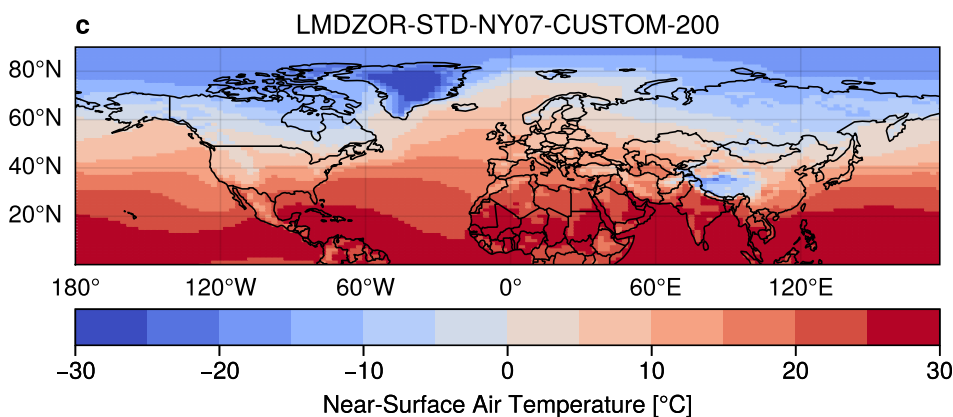 c LMDZOR-STD-NY07-CUSTOM-200
80°N
60°N
40°N
20°N
180° 120°W 60°W 0° 60°E 120°E
−30 −20 −10 0 10 20 30
Near-Surface Air Temperature [°C]